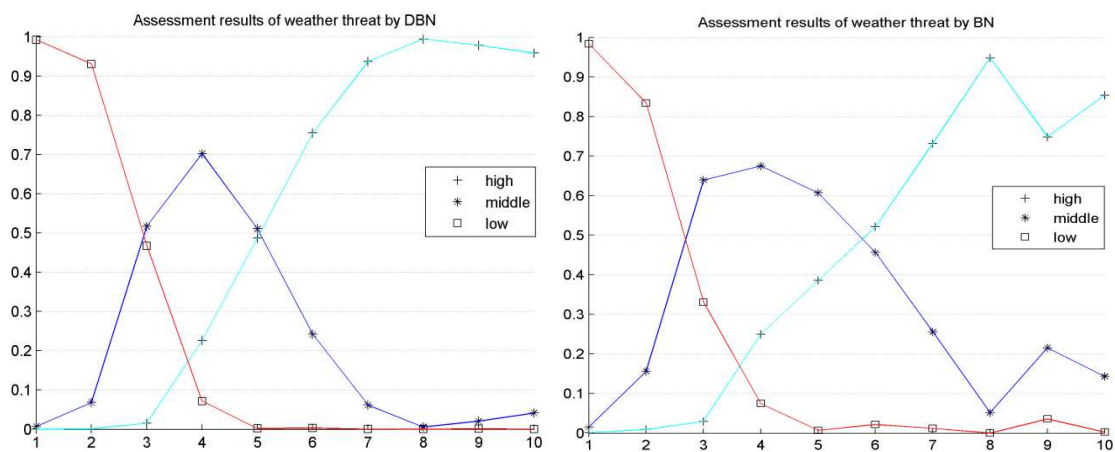 Assessment results of weather threat by DBN
1
0.9
0.8
0.7
0.6
0.5
0.4
0.3
0.2
0.1
0
1 2 3 4 5 6 7 8 9 10
high
middle
low
Assessment results of weather threat by BN
1
0.9
0.8
0.7
0.6
0.5
0.4
0.3
0.2
0.1
0
1 2 3 4 5 6 7 8 9 10
high
middle
low